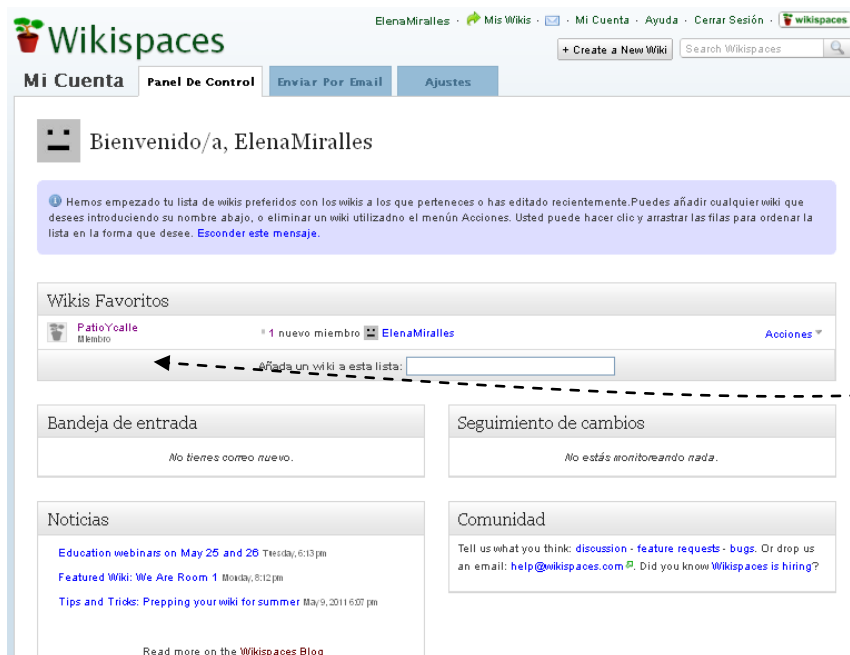 ElenaMiralles · Mis Wikis · · Mi Cuenta · Ayuda · Cerrar Sesión · wikispaces
Wikispaces
+ Create a New Wiki
Search Wikispaces
Mi Cuenta
Panel De Control
Enviar Por Email
Ajustes
Bienvenido/a, ElenaMiralles
Hemos empezado tu lista de wikis preferidos con los wikis a los que perteneces o has editado recientemente.Puedes añadir cualquier wiki que
desees introduciendo su nombre abajo, o eliminar un wiki utilizadno el menún Acciones. Usted puede hacer clic y arrastrar las filas para ordenar la
lista en la forma que desee. Esconder este mensaje.
Wikis Favoritos
PatioYcalle
Miembro
1 nuevo miembro ElenaMiralles
Acciones
Añada un wiki a esta lista:
Bandeja de entrada
No tienes correo nuevo.
Seguimiento de cambios
No estás monitoreando nada.
Noticias
Education webinars on May 25 and 26 Tuesday, 6:13 pm
Featured Wiki: We Are Room 1 Monday, 8:12 pm
Tips and Tricks: Prepping your wiki for summer May 9, 2011 6:07 pm
Read more on the Wikispaces Blog
Comunidad
Tell us what you think: discussion - feature requests - bugs. Or drop us
an email: help@wikispaces.com. Did you know Wikispaces is hiring?